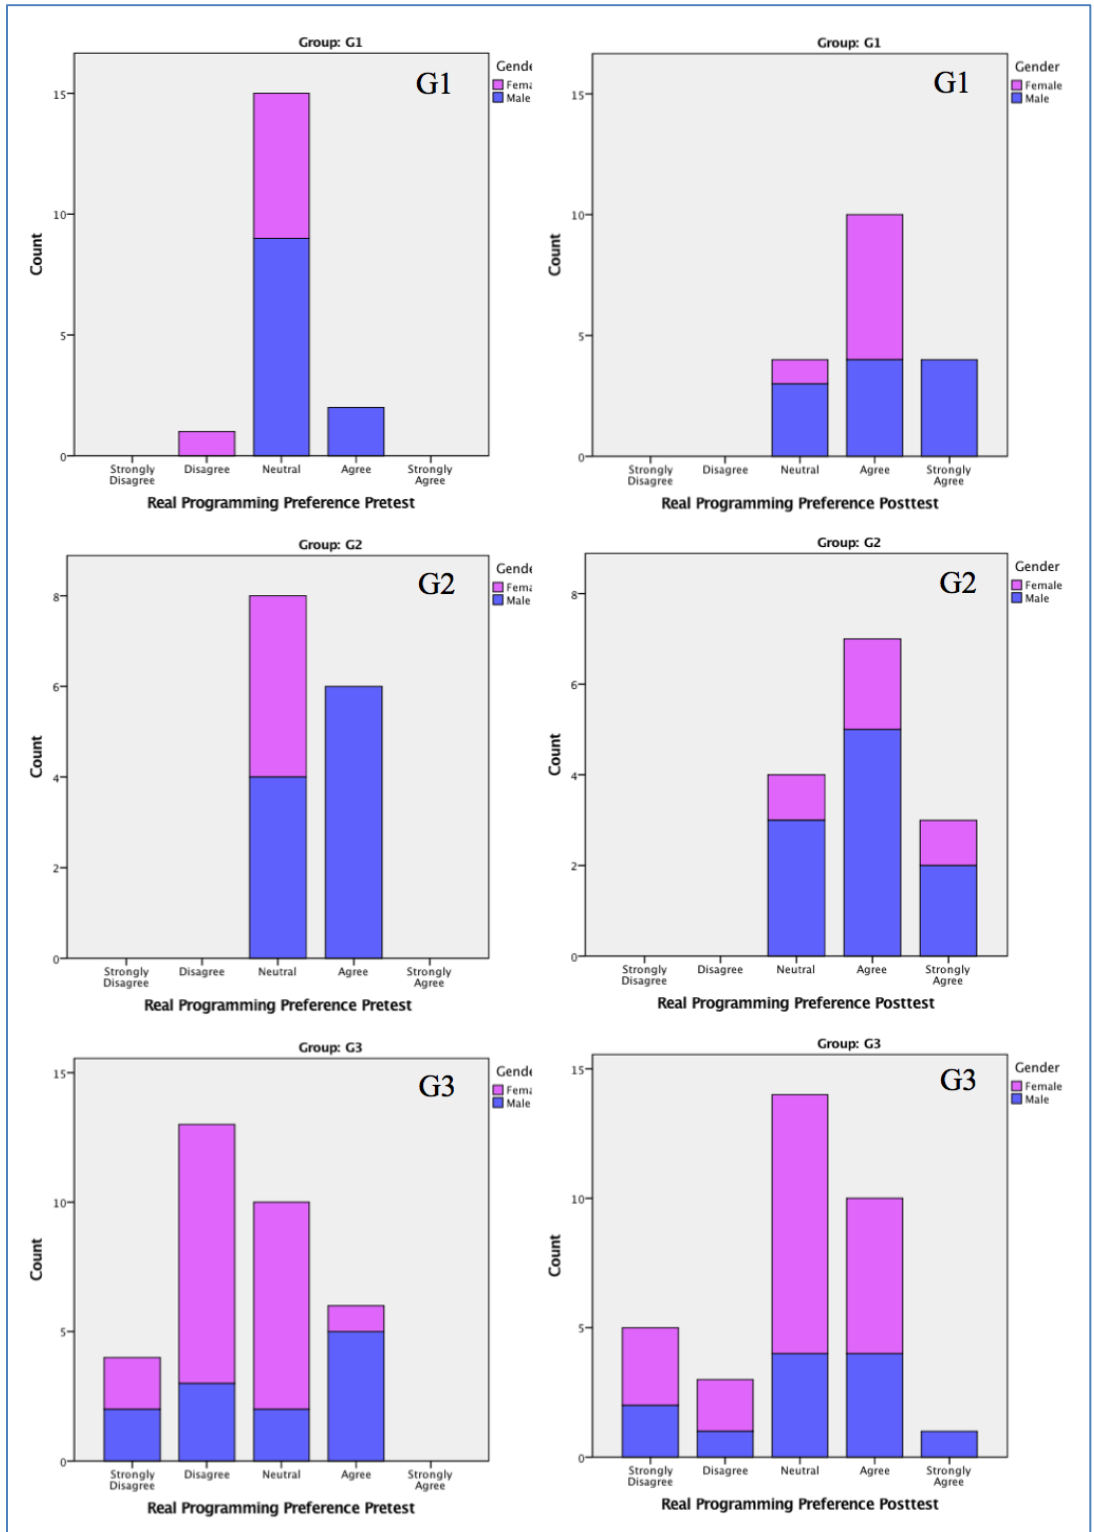 Group: G1
G1
Gende
Fema
Male
15
10
5
0
Count
Strongly
Disagree
Disagree
Neutral
Agree
Strongly
Agree
Real Programming Preference Pretest
Group: G1
G1
Gender
Female
Male
15
10
5
0
Count
Strongly
Disagree
Disagree
Neutral
Agree
Strongly
Agree
Real Programming Preference Posttest
Group: G2
G2
Gende
Fema
Male
8
6
4
2
0
Count
Strongly
Disagree
Disagree
Neutral
Agree
Strongly
Agree
Real Programming Preference Pretest
Group: G2
G2
Gender
Female
Male
8
6
4
2
0
Count
Strongly
Disagree
Disagree
Neutral
Agree
Strongly
Agree
Real Programming Preference Posttest
Group: G3
G3
Gende
Fema
Male
15
10
5
0
Count
Strongly
Disagree
Disagree
Neutral
Agree
Strongly
Agree
Real Programming Preference Pretest
Group: G3
G3
Gender
Female
Male
15
10
5
0
Count
Strongly
Disagree
Disagree
Neutral
Agree
Strongly
Agree
Real Programming Preference Posttest